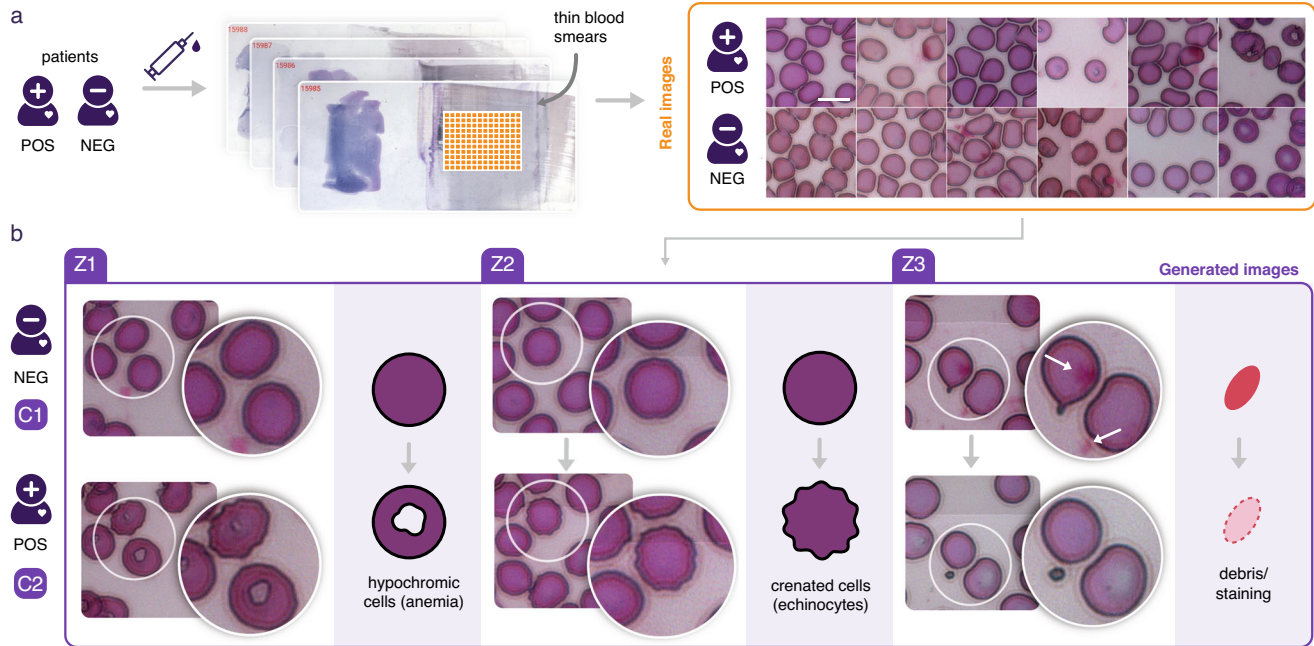 a
patients
POS
NEG
15988
15987
15986
15985
thin blood
smears
Real images
POS
NEG
b
Z1
Z2
Z3
Generated images
NEG
C1
POS
C2
hypochromic
cells (anemia)
crenated cells
(echinocytes)
debris/
staining